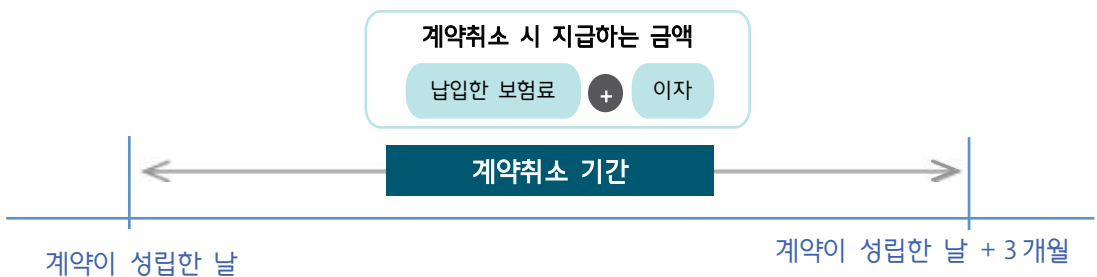 계약취소 시 지급하는 금액
납입한 보험료 + 이자
계약취소 기간
계약이 성립한 날
계약이 성립한 날 + 3개월